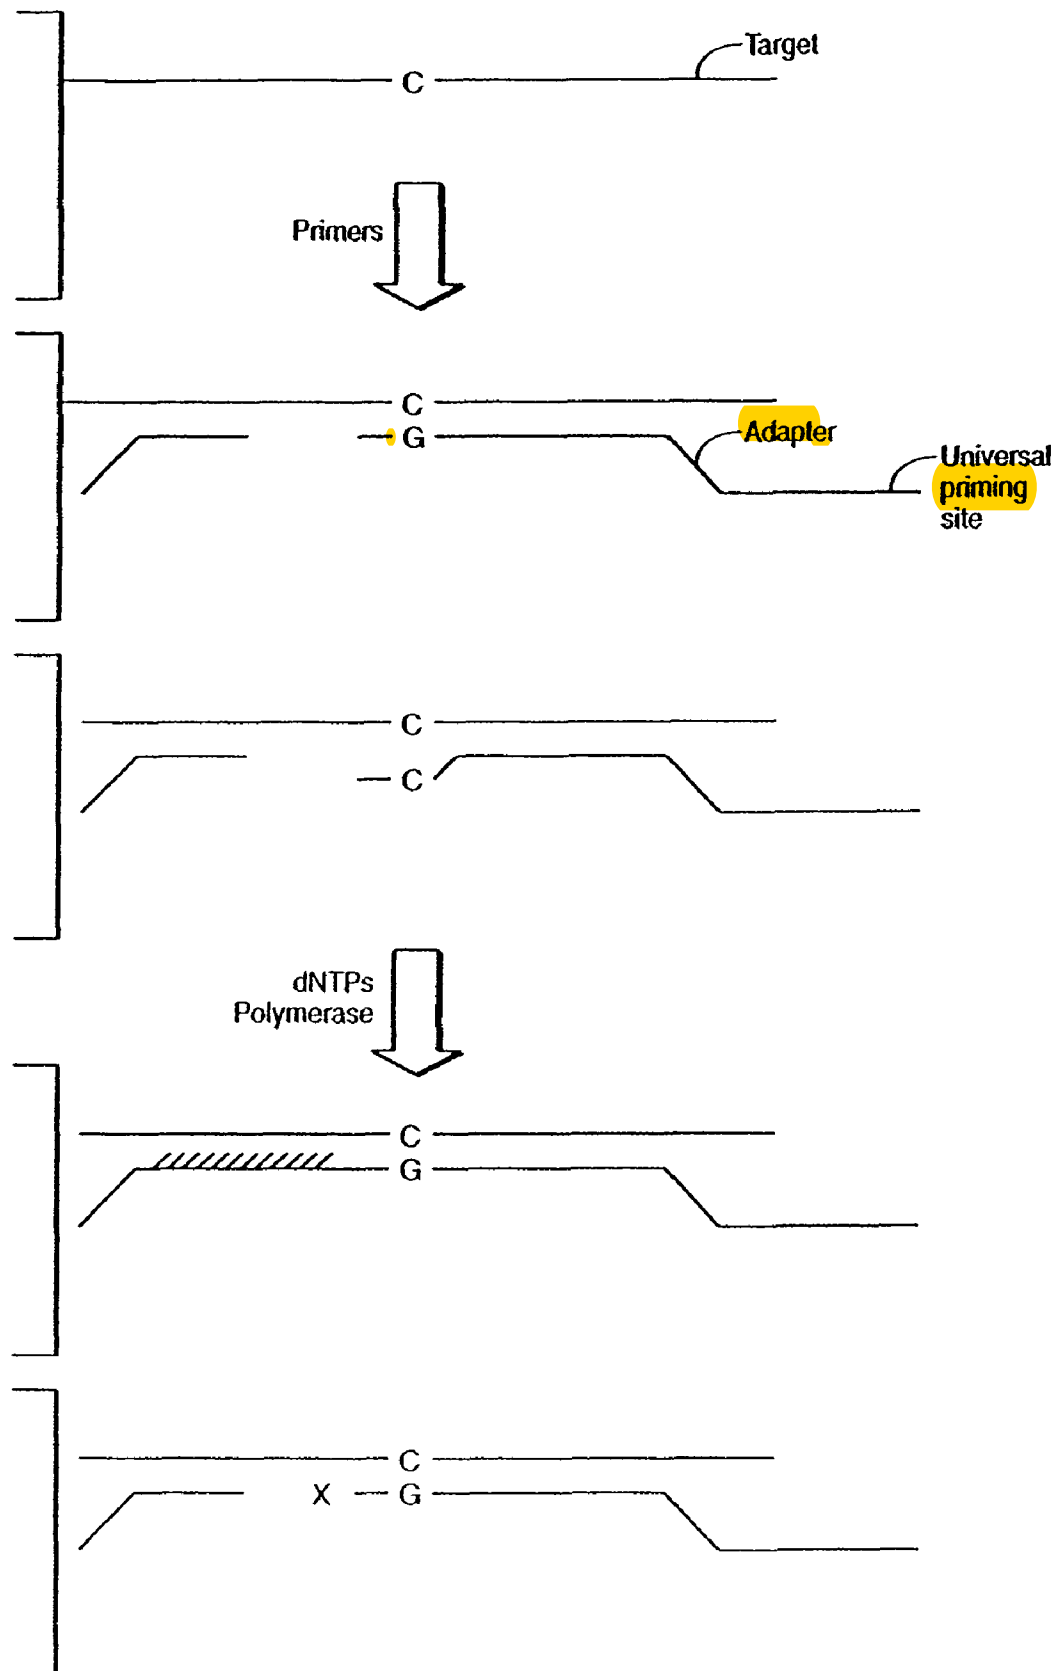 Target
C
Primers
C
G
Adapter
Universal
priming
site
C
C
dNTPs
Polymerase
C
G
C
X
G